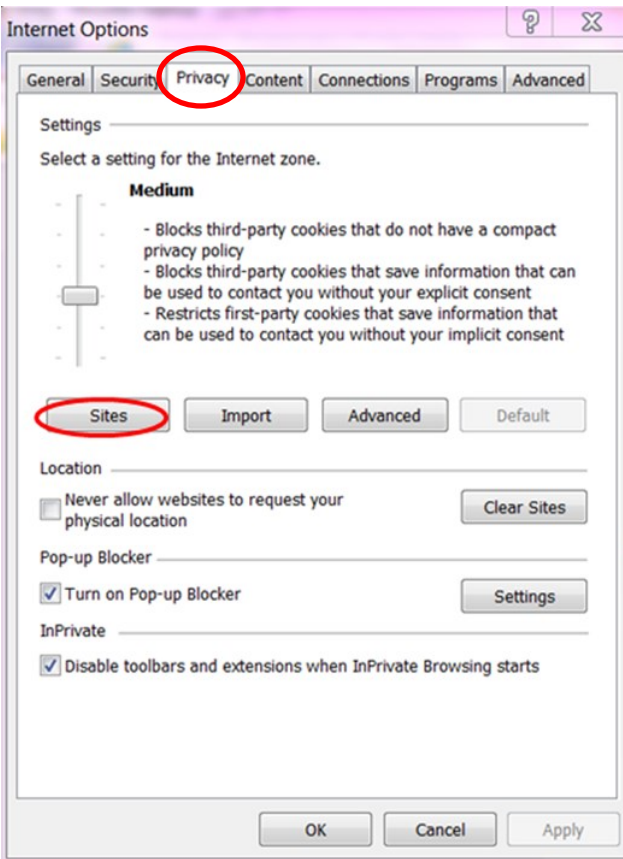 Internet Options
General Security Privacy Content Connections Programs Advanced
Settings
Select a setting for the Internet zone.
Medium
- Blocks third-party cookies that do not have a compact
privacy policy
- Blocks third-party cookies that save information that can
be used to contact you without your explicit consent
- Restricts first-party cookies that save information that
can be used to contact you without your implicit consent
Sites Import Advanced Default
Location
Never allow websites to request your
physical location
Clear Sites
Pop-up Blocker
Turn on Pop-up Blocker Settings
InPrivate
Disable toolbars and extensions when InPrivate Browsing starts
OK Cancel Apply